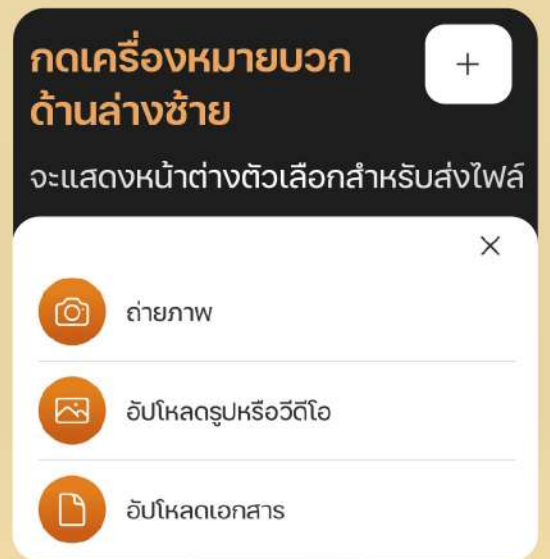 กดเครื่องหมายบวก
ด้านล่างซ้าย
จะแสดงหน้าต่างตัวเลือกสำหรับส่งไฟล์
ถ่ายภาพ
อัปโหลดรูปหรือวีดีโอ
อัปโหลดเอกสาร